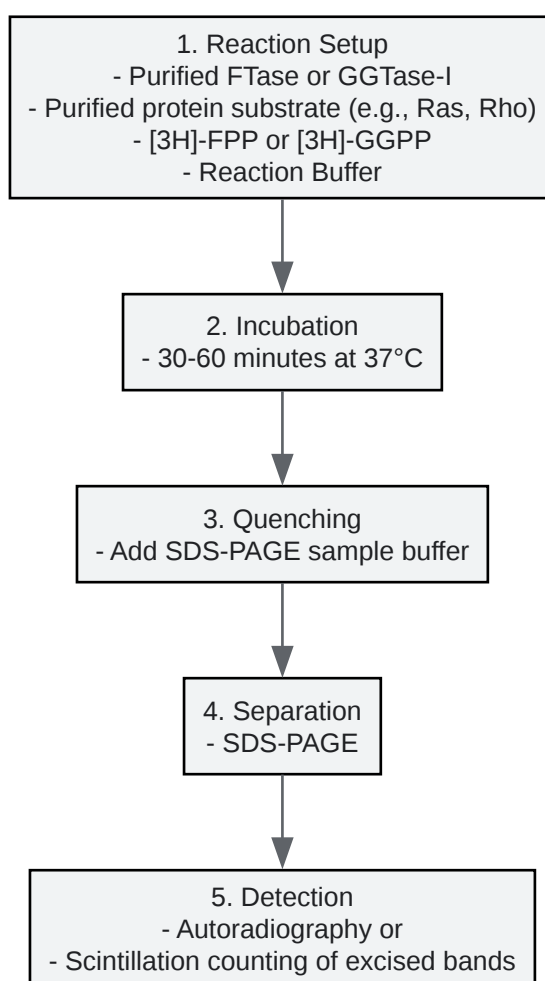 1. Reaction Setup
- Purified FTase or GGTase-I
- Purified protein substrate (e.g., Ras, Rho)
- [3H]-FPP or [3H]-GGPP
- Reaction Buffer
2. Incubation
- 30-60 minutes at 37°C
3. Quenching
- Add SDS-PAGE sample buffer
4. Separation
- SDS-PAGE
5. Detection
- Autoradiography or
- Scintillation counting of excised bands